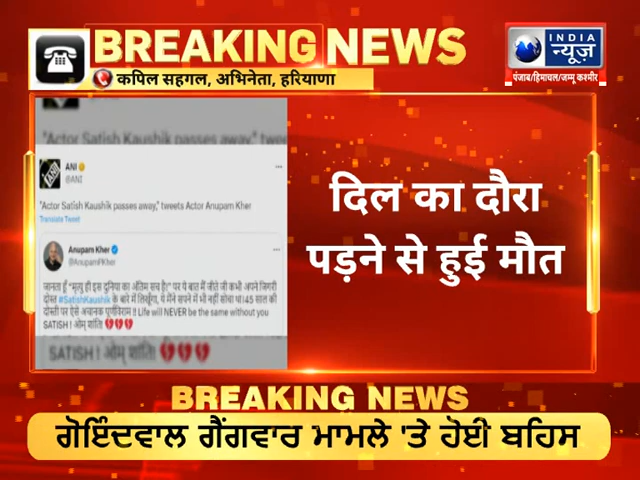 BREAKING NEWS
INDIA
न्यूज़
पंजाब/हिमाचल/जम्मू कश्मीर
कपिल सहगल, अभिनेता, हरियाणा
"Actor Satish Kaushik passes away," tweets
ANI
@ANI
"Actor Satish Kaushik passes away," tweets Actor Anupam Kher
Translate Tweet
Anupam Kher
@AnupamPKher
जानता हूँ "मृत्यु ही इस दुनिया का अंतिम सच है!" पर ये बात मैं जीते जी कभी अपने जिगरी
दोस्त #SatishKaushik के बारे में लिखूँगा, ये मैंने सपने में भी नहीं सोचा था।45 साल की
दोस्ती पर ऐसे अचानक पूर्णविराम !! Life will NEVER be the same without you
SATISH ! ओम् शांति! 💔💔💔
SATISH ! ओम् शांति! 💔💔💔
दिल का दौरा
पड़ने से हुई मौत
BREAKING NEWS
ਗੋਇੰਦਵਾਲ ਗੈਂਗਵਾਰ ਮਾਮਲੇ 'ਤੇ ਹੋਈ ਬਹਿਸ